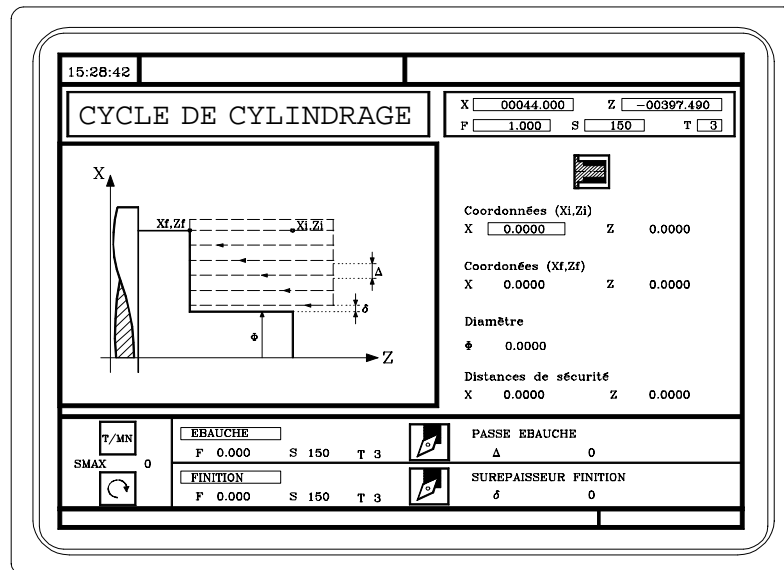 15:28:42
CYCLE DE CYLINDRAGE
X 00044.000 Z -00397.490
F 1.000 S 150 T 3
X
Xf,Zf Xi,Zi
Δ
δ
Φ
Z
Coordonnées (Xi,Zi)
X 0.0000 Z 0.0000
Coordonées (Xf,Zf)
X 0.0000 Z 0.0000
Diamètre
Φ 0.0000
Distances de sécurité
X 0.0000 Z 0.0000
T/MN
SMAX 0
EBAUCHE
F 0.000 S 150 T 3
PASSE EBAUCHE
Δ 0
FINITION
F 0.000 S 150 T 3
SUREPAISSEUR FINITION
δ 0